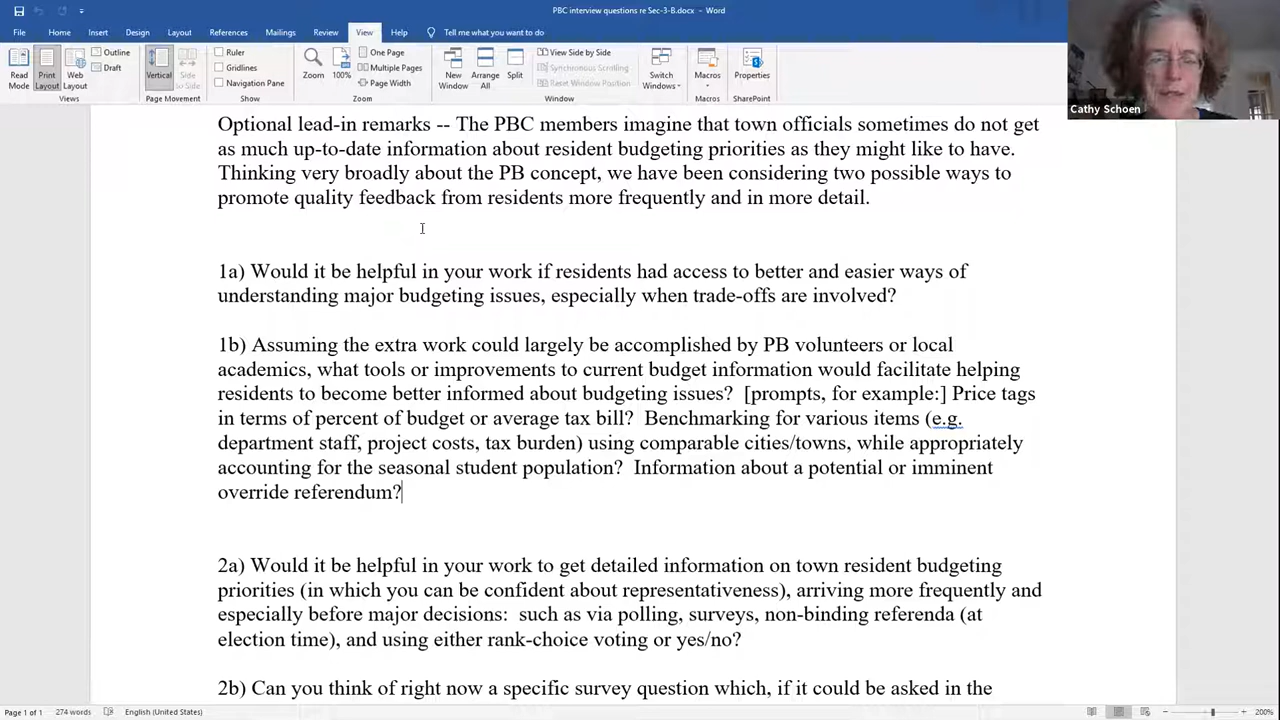 PBC interview questions re Sec-3-B.docx - Word
File Home Insert Design Layout References Mailings Review View Help Tell me what you want to do
Read Mode
Print Layout
Web Layout
Outline
Draft
Views
Vertical
Side to Side
Page Movement
Ruler
Gridlines
Navigation Pane
Show
Zoom
100%
One Page
Multiple Pages
Page Width
Zoom
New Window
Arrange All
Split
View Side by Side
Synchronous Scrolling
Reset Window Position
Window
Switch Windows
Macros
Macros
Properties
SharePoint
Cathy Schoen
Optional lead-in remarks -- The PBC members imagine that town officials sometimes do not get
as much up-to-date information about resident budgeting priorities as they might like to have.
Thinking very broadly about the PB concept, we have been considering two possible ways to
promote quality feedback from residents more frequently and in more detail.
1a) Would it be helpful in your work if residents had access to better and easier ways of
understanding major budgeting issues, especially when trade-offs are involved?
1b) Assuming the extra work could largely be accomplished by PB volunteers or local
academics, what tools or improvements to current budget information would facilitate helping
residents to become better informed about budgeting issues? [prompts, for example:] Price tags
in terms of percent of budget or average tax bill? Benchmarking for various items (e.g.
department staff, project costs, tax burden) using comparable cities/towns, while appropriately
accounting for the seasonal student population? Information about a potential or imminent
override referendum?
2a) Would it be helpful in your work to get detailed information on town resident budgeting
priorities (in which you can be confident about representativeness), arriving more frequently and
especially before major decisions: such as via polling, surveys, non-binding referenda (at
election time), and using either rank-choice voting or yes/no?
2b) Can you think of right now a specific survey question which, if it could be asked in the
Page 1 of 1 274 words English (United States) 200%